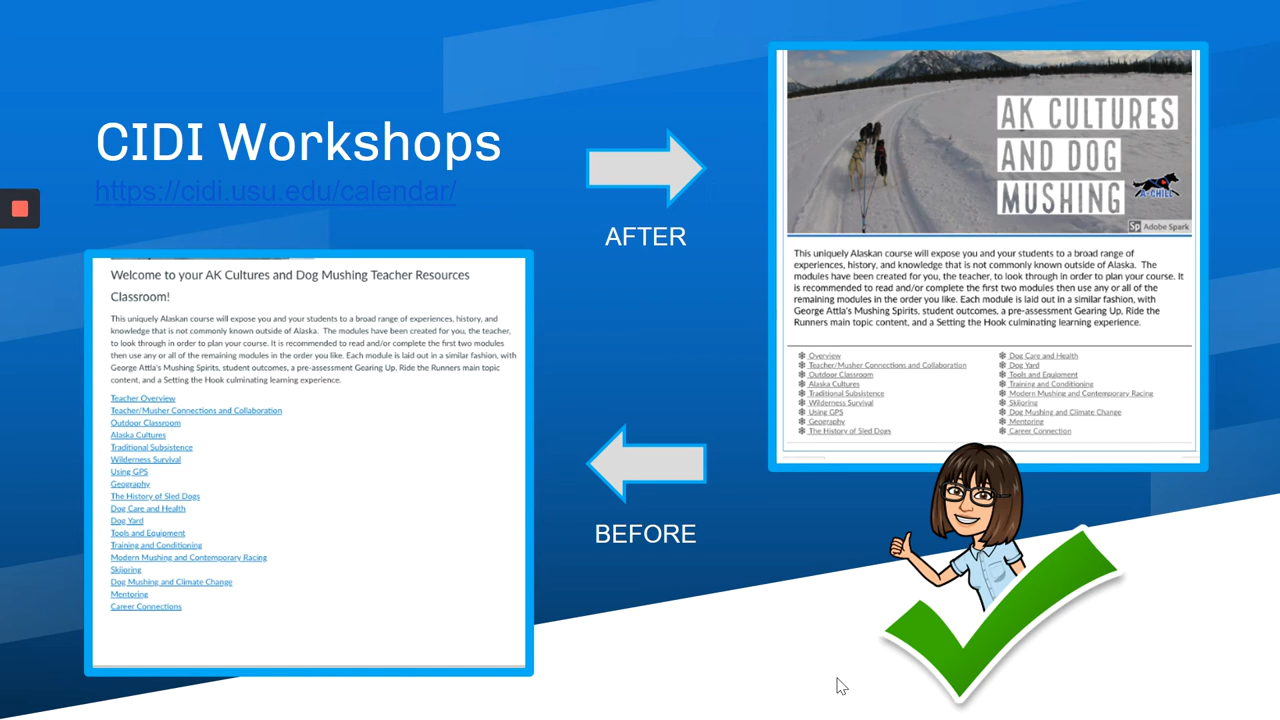 CIDI Workshops
https://cidi.usu.edu/calendar/
AFTER
BEFORE
Welcome to your AK Cultures and Dog Mushing Teacher Resources
Classroom!
This uniquely Alaskan course will expose you and your students to a broad range of experiences, history, and
knowledge that is not commonly known outside of Alaska. The modules have been created for you, the teacher,
to look through in order to plan your course. It is recommended to read and/or complete the first two modules
then use any or all of the remaining modules in the order you like. Each module is laid out in a similar fashion, with
George Attla's Mushing Spirits, student outcomes, a pre-assessment Gearing Up, Ride the Runners main topic
content, and a Setting the Hook culminating learning experience.
Teacher Overview
Teacher/Musher Connections and Collaboration
Outdoor Classroom
Alaska Cultures
Traditional Subsistence
Wilderness Survival
Using GPS
Geography
The History of Sled Dogs
Dog Care and Health
Dog Yard
Tools and Equipment
Training and Conditioning
Modern Mushing and Contemporary Racing
Skijoring
Dog Mushing and Climate Change
Mentoring
Career Connections
AK CULTURES
AND DOG
MUSHING
A-CHILL
Sp Adobe Spark
This uniquely Alaskan course will expose you and your students to a broad range of
experiences, history, and knowledge that is not commonly known outside of Alaska. The
modules have been created for you, the teacher, to look through in order to plan your course. It
is recommended to read and/or complete the first two modules then use any or all of the
remaining modules in the order you like. Each module is laid out in a similar fashion, with
George Attla's Mushing Spirits, student outcomes, a pre-assessment Gearing Up, Ride the
Runners main topic content, and a Setting the Hook culminating learning experience.
Overview
Teacher/Musher Connections and Collaboration
Outdoor Classroom
Alaska Cultures
Traditional Subsistence
Wilderness Survival
Using GPS
Geography
The History of Sled Dogs
Dog Care and Health
Dog Yard
Tools and Equipment
Training and Conditioning
Modern Mushing and Contemporary Racing
Skijoring
Dog Mushing and Climate Change
Mentoring
Career Connection